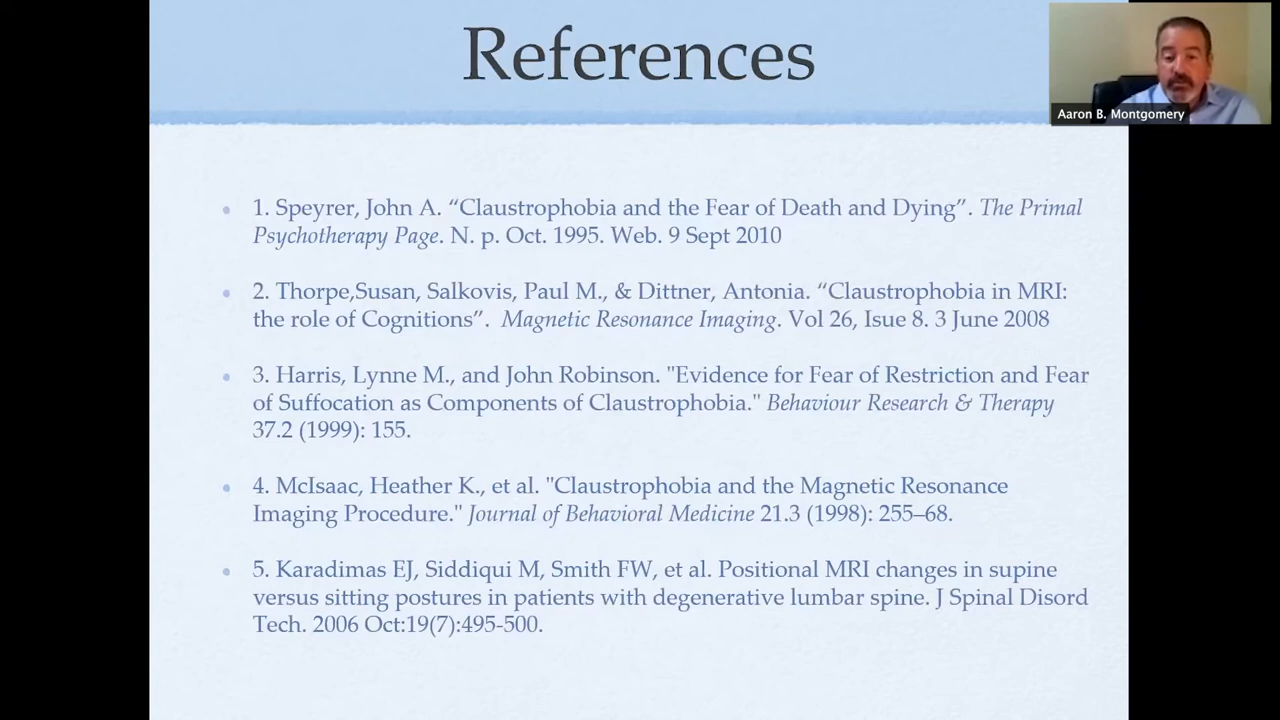 References
Aaron B. Montgomery
1. Speyrer, John A. “Claustrophobia and the Fear of Death and Dying”. The Primal
Psychotherapy Page. N. p. Oct. 1995. Web. 9 Sept 2010
2. Thorpe,Susan, Salkovis, Paul M., & Dittner, Antonia. “Claustrophobia in MRI:
the role of Cognitions”. Magnetic Resonance Imaging. Vol 26, Isue 8. 3 June 2008
3. Harris, Lynne M., and John Robinson. "Evidence for Fear of Restriction and Fear
of Suffocation as Components of Claustrophobia." Behaviour Research & Therapy
37.2 (1999): 155.
4. McIsaac, Heather K., et al. "Claustrophobia and the Magnetic Resonance
Imaging Procedure." Journal of Behavioral Medicine 21.3 (1998): 255–68.
5. Karadimas EJ, Siddiqui M, Smith FW, et al. Positional MRI changes in supine
versus sitting postures in patients with degenerative lumbar spine. J Spinal Disord
Tech. 2006 Oct:19(7):495-500.